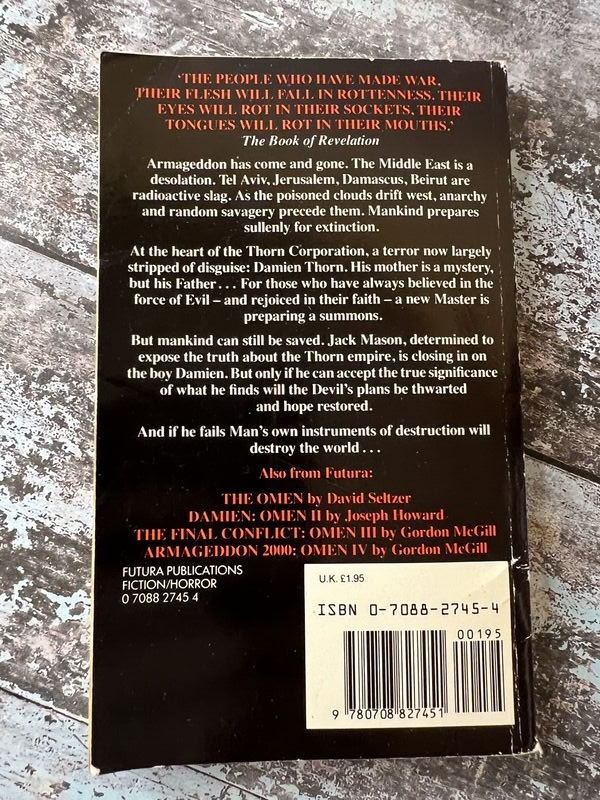 ‘THE PEOPLE WHO HAVE MADE WAR,
THEIR FLESH WILL FALL IN ROTTENNESS, THEIR
EYES WILL ROT IN THEIR SOCKETS, THEIR
TONGUES WILL ROT IN THEIR MOUTHS.’
The Book of Revelation
Armageddon has come and gone. The Middle East is a
desolation. Tel Aviv, Jerusalem, Damascus, Beirut are
radioactive slag. As the poisoned clouds drift west, anarchy
and random savagery precede them. Mankind prepares
sullenly for extinction.
At the heart of the Thorn Corporation, a terror now largely
stripped of disguise: Damien Thorn. His mother is a mystery,
but his Father . . . For those who have always believed in the
force of Evil – and rejoiced in their faith – a new Master is
preparing a summons.
But mankind can still be saved. Jack Mason, determined to
expose the truth about the Thorn empire, is closing in on
the boy Damien. But only if he can accept the true significance
of what he finds will the Devil’s plans be thwarted
and hope restored.
And if he fails Man’s own instruments of destruction will
destroy the world . . .
Also from Futura:
THE OMEN by David Seltzer
DAMIEN: OMEN II by Joseph Howard
THE FINAL CONFLICT: OMEN III by Gordon McGill
ARMAGEDDON 2000: OMEN IV by Gordon McGill
FUTURA PUBLICATIONS
FICTION/HORROR
0 7088 2745 4
U.K. £1.95
ISBN 0-7088-2745-4
00195
9 780708 827451